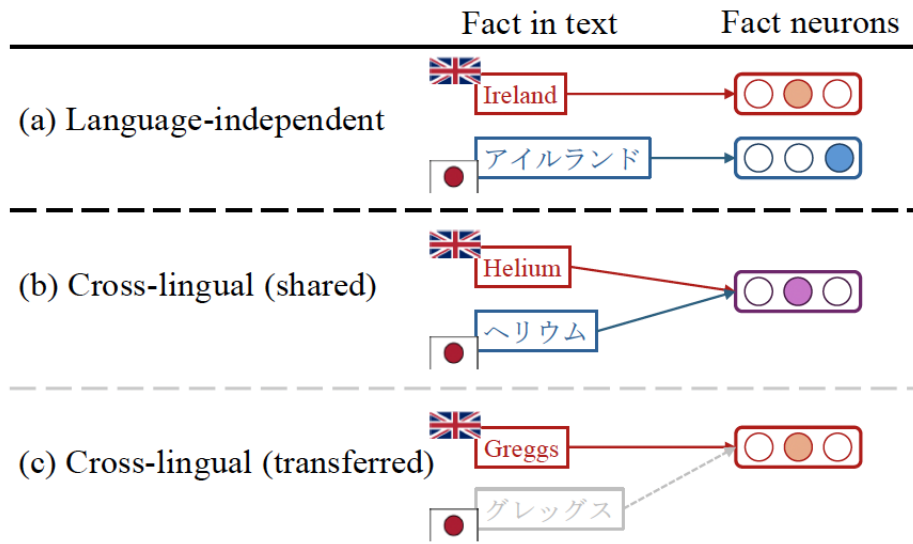 Fact in text Fact neurons
(a) Language-independent
Ireland
アイルランド
(b) Cross-lingual (shared)
Helium
ヘリウム
(c) Cross-lingual (transferred)
Greggs
グレッグス